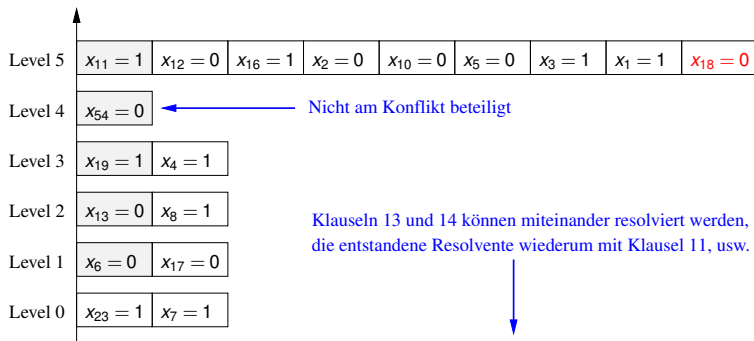 Level 5 x₁₁ = 1 x₁₂ = 0 x₁₆ = 1 x₂ = 0 x₁₀ = 0 x₅ = 0 x₃ = 1 x₁ = 1 x₁₈ = 0
Level 4 x₅₄ = 0 Nicht am Konflikt beteiligt
Level 3 x₁₉ = 1 x₄ = 1
Level 2 x₁₃ = 0 x₈ = 1
Klauseln 13 und 14 können miteinander resolviert werden,
die entstandene Resolvente wiederum mit Klausel 11, usw.
Level 1 x₆ = 0 x₁₇ = 0
Level 0 x₂₃ = 1 x₇ = 1